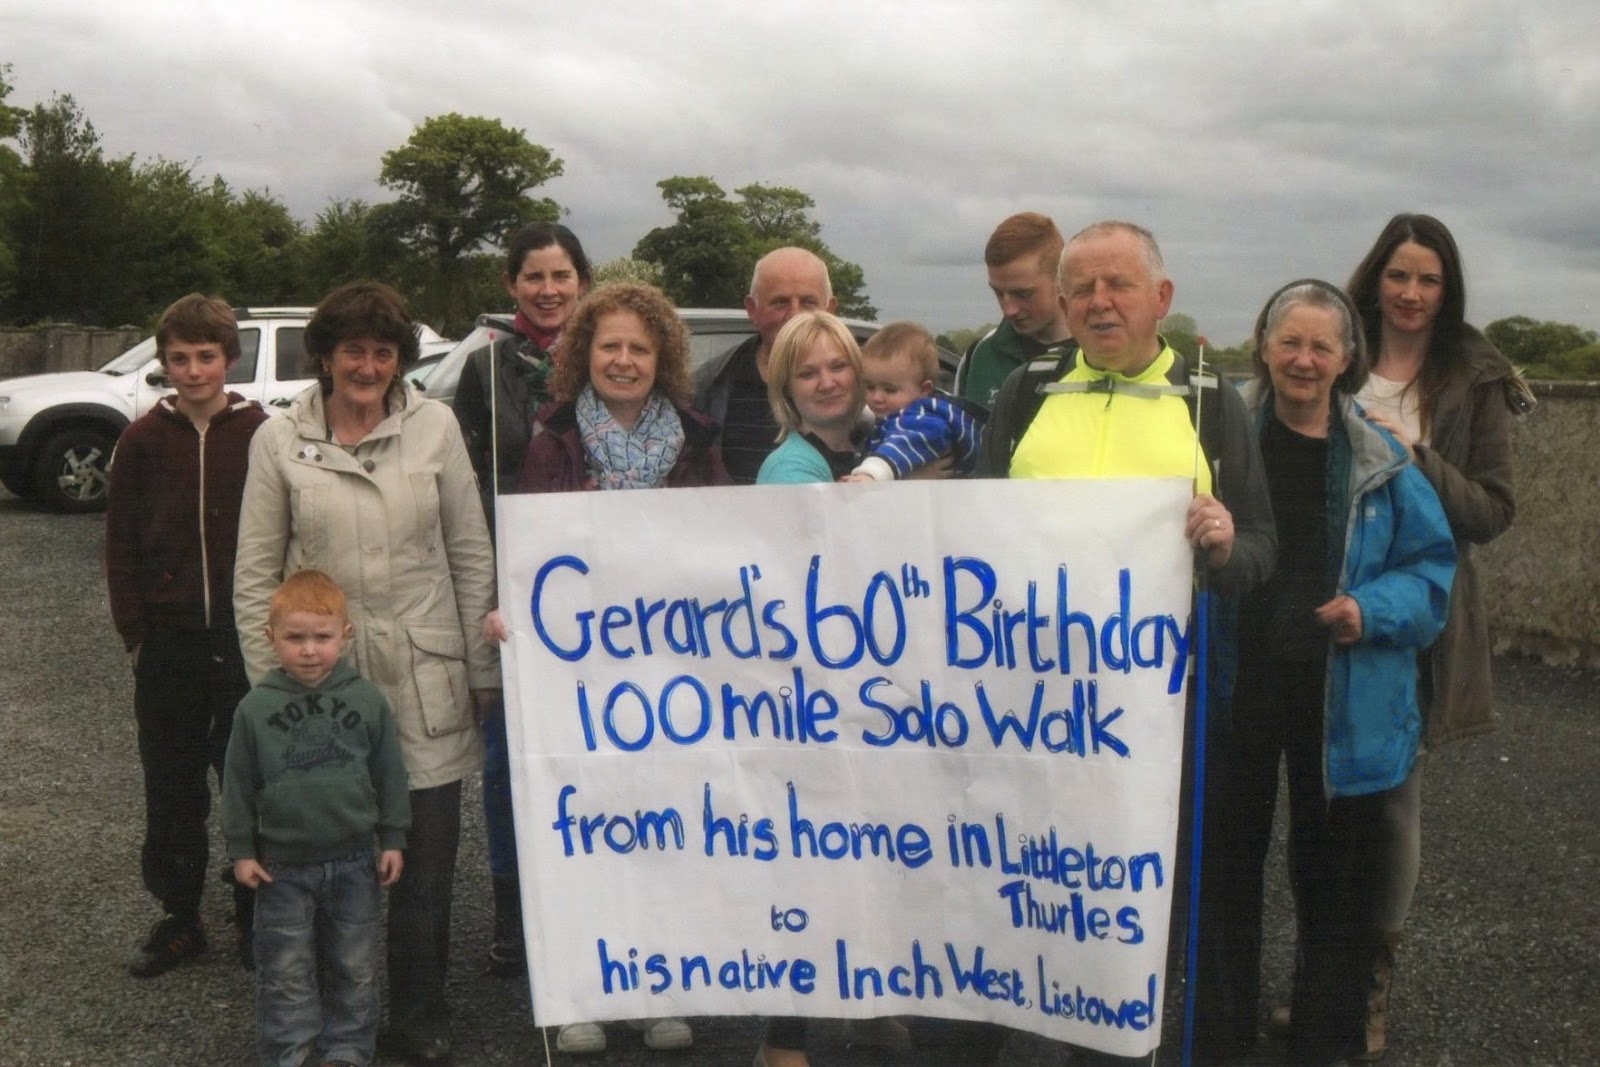 TOKYO
Laundry
Gerard's 60th Birthday
100 mile Solo Walk
from his home in Littleton
Thurles
to
his native Inch West, Listowel